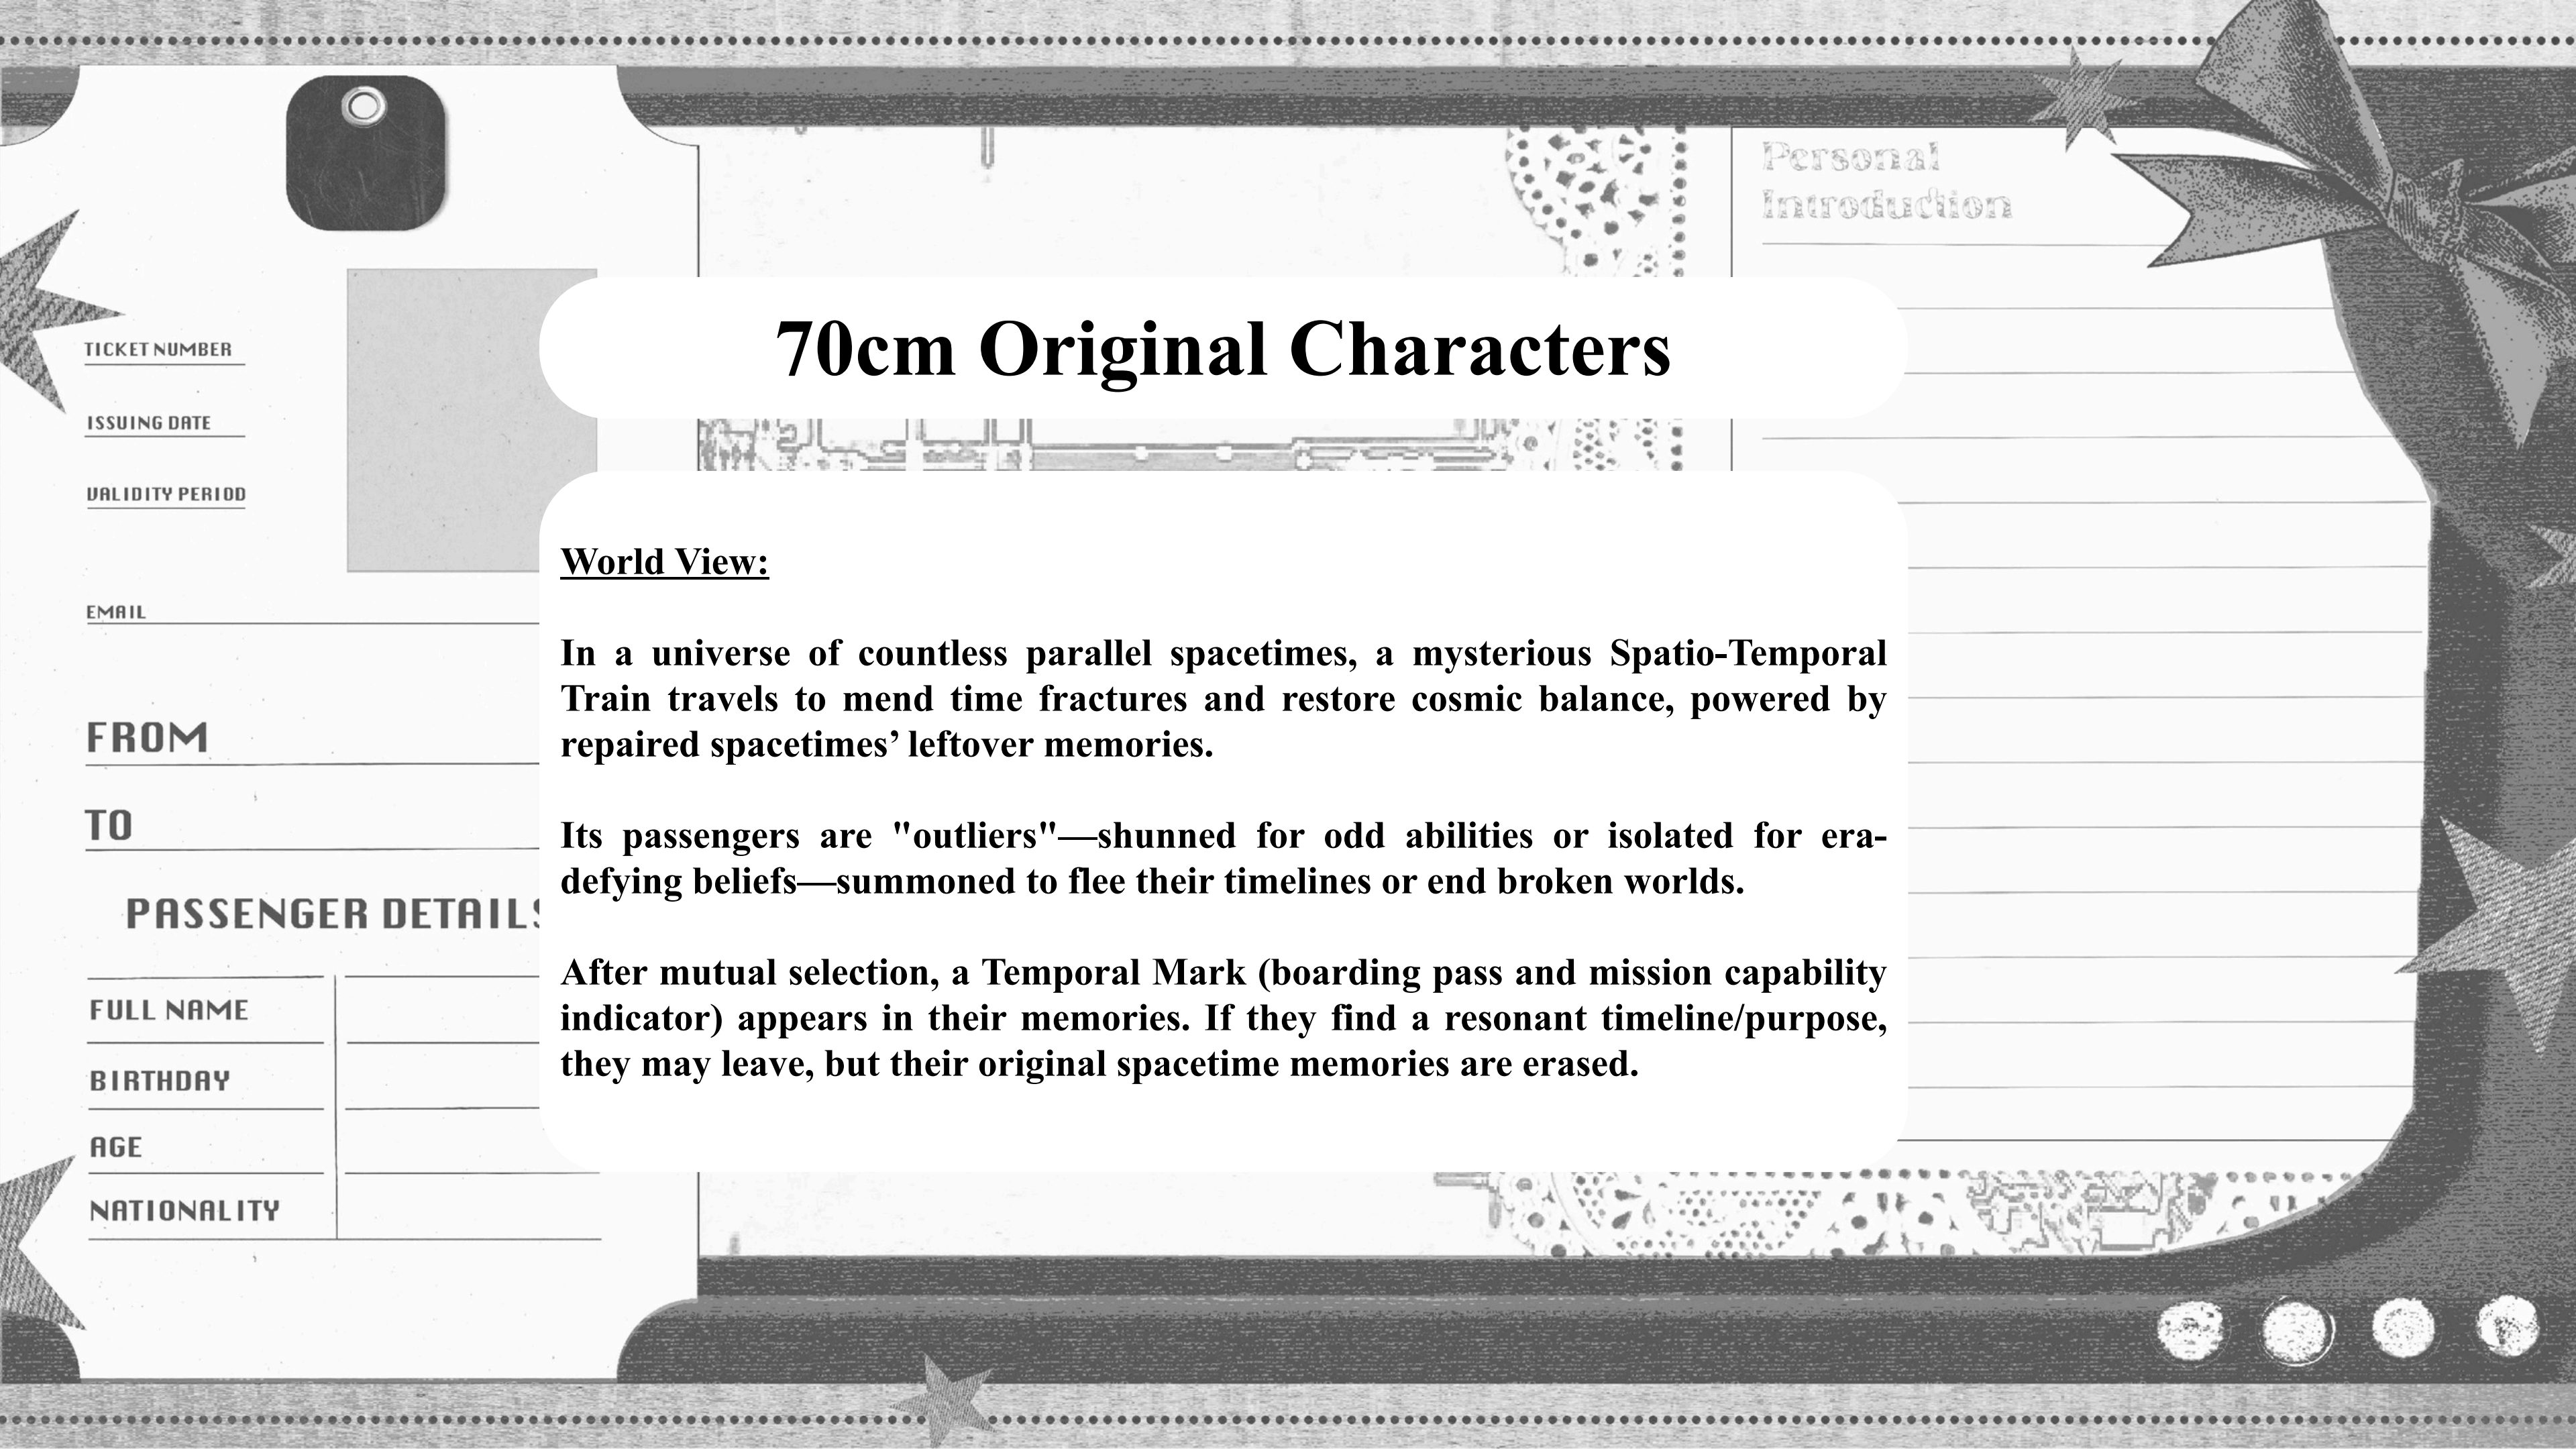 70cm Original Characters
World View:
In a universe of countless parallel spacetimes, a mysterious Spatio-Temporal
Train travels to mend time fractures and restore cosmic balance, powered by
repaired spacetimes’ leftover memories.
Its passengers are "outliers"—shunned for odd abilities or isolated for era-
defying beliefs—summoned to flee their timelines or end broken worlds.
After mutual selection, a Temporal Mark (boarding pass and mission capability
indicator) appears in their memories. If they find a resonant timeline/purpose,
they may leave, but their original spacetime memories are erased.
TICKET NUMBER
ISSUING DATE
VALIDITY PERIOD
EMAIL
FROM
TO
PASSENGER DETAILS
FULL NAME
BIRTHDAY
AGE
NATIONALITY
Personal
Introduction